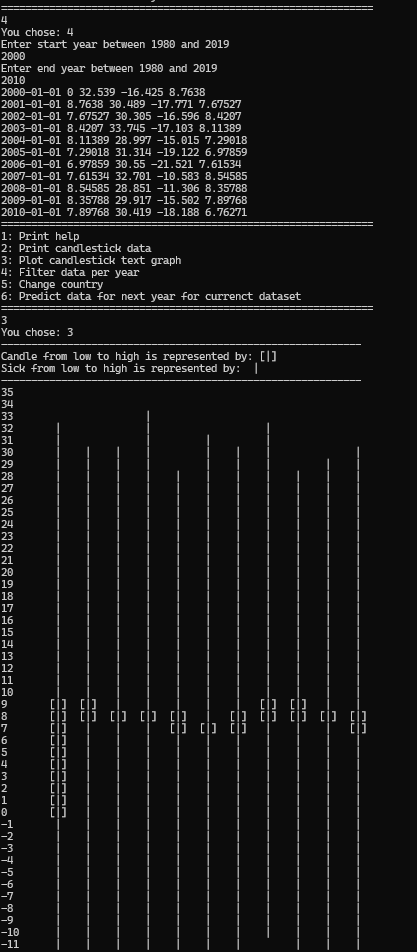 ============================================================
4
You chose: 4
Enter start year between 1980 and 2019
2000
Enter end year between 1980 and 2019
2010
2000-01-01 0 32.539 -16.425 8.7638
2001-01-01 8.7638 30.489 -17.771 7.67527
2002-01-01 7.67527 30.305 -16.596 8.4207
2003-01-01 8.4207 33.745 -17.103 8.11389
2004-01-01 8.11389 28.997 -15.015 7.29018
2005-01-01 7.29018 31.314 -19.122 6.97859
2006-01-01 6.97859 30.55 -21.521 7.61534
2007-01-01 7.61534 32.701 -10.583 8.54585
2008-01-01 8.54585 28.851 -11.306 8.35788
2009-01-01 8.35788 29.917 -15.502 7.89768
2010-01-01 7.89768 30.419 -18.188 6.76271
============================================================
1: Print help
2: Print candlestick data
3: Plot candlestick text graph
4: Filter data per year
5: Change country
6: Predict data for next year for currenct dataset
============================================================
3
You chose: 3
------------------------------------------------------------
Candle from low to high is represented by: [|]
Sick from low to high is represented by:  |
------------------------------------------------------------
35
34
33                      |
32       |              |                   |
31       |              |         |         |
30       |    |    |    |         |    |    |              |
29       |    |    |    |         |    |    |         |    |
28       |    |    |    |    |    |    |    |    |    |    |
27       |    |    |    |    |    |    |    |    |    |    |
26       |    |    |    |    |    |    |    |    |    |    |
25       |    |    |    |    |    |    |    |    |    |    |
24       |    |    |    |    |    |    |    |    |    |    |
23       |    |    |    |    |    |    |    |    |    |    |
22       |    |    |    |    |    |    |    |    |    |    |
21       |    |    |    |    |    |    |    |    |    |    |
20       |    |    |    |    |    |    |    |    |    |    |
19       |    |    |    |    |    |    |    |    |    |    |
18       |    |    |    |    |    |    |    |    |    |    |
17       |    |    |    |    |    |    |    |    |    |    |
16       |    |    |    |    |    |    |    |    |    |    |
15       |    |    |    |    |    |    |    |    |    |    |
14       |    |    |    |    |    |    |    |    |    |    |
13       |    |    |    |    |    |    |    |    |    |    |
12       |    |    |    |    |    |    |    |    |    |    |
11       |    |    |    |    |    |    |    |    |    |    |
10       |    |    |    |    |    |    |    |    |    |    |
9       [|]  [|]   |    |    |    |    |   [|]  [|]   |    |
8       [|]  [|]  [|]  [|]  [|]   |   [|]  [|]  [|]  [|]  [|]
7       [|]   |    |    |   [|]  [|]  [|]   |    |    |   [|]
6       [|]   |    |    |    |    |    |    |    |    |    |
5       [|]   |    |    |    |    |    |    |    |    |    |
4       [|]   |    |    |    |    |    |    |    |    |    |
3       [|]   |    |    |    |    |    |    |    |    |    |
2       [|]   |    |    |    |    |    |    |    |    |    |
1       [|]   |    |    |    |    |    |    |    |    |    |
0       [|]   |    |    |    |    |    |    |    |    |    |
-1       |    |    |    |    |    |    |    |    |    |    |
-2       |    |    |    |    |    |    |    |    |    |    |
-3       |    |    |    |    |    |    |    |    |    |    |
-4       |    |    |    |    |    |    |    |    |    |    |
-5       |    |    |    |    |    |    |    |    |    |    |
-6       |    |    |    |    |    |    |    |    |    |    |
-7       |    |    |    |    |    |    |    |    |    |    |
-8       |    |    |    |    |    |    |    |    |    |    |
-9       |    |    |    |    |    |    |    |    |    |    |
-10      |    |    |    |    |    |    |    |    |    |    |
-11      |    |    |    |    |    |    |         |    |    |